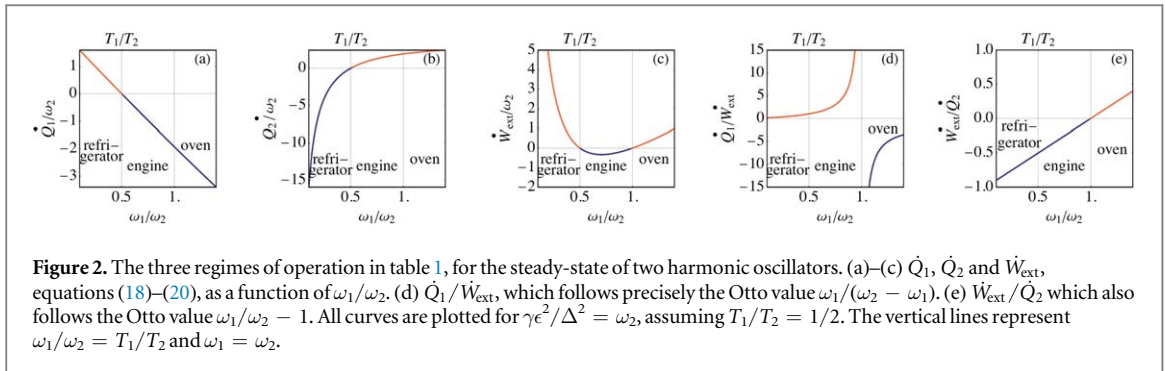 T₁/T₂ T₁/T₂ T₁/T₂ T₁/T₂ T₁/T₂
(a) (b) (c) (d) (e)
Q̇₁/ω₂
1
0
−1
−2
−3
refri-
gerator engine oven
0.5 1.
ω₁/ω₂
Q̇₂/ω₂
0
−5
−10
−15
refri-
gerator engine oven
0.5 1.
ω₁/ω₂
Ẇext/ω₂
5
4
3
2
1
0
−1
−2
refri-
gerator engine oven
0.5 1.
ω₁/ω₂
Q̇₁/Ẇext
15
10
5
0
−5
−10
−15
refri-
gerator engine oven
0.5 1.
ω₁/ω₂
Ẇext/Q̇₂
1.0
0.5
0.0
−0.5
−1.0
refri-
gerator engine oven
0.5 1.
ω₁/ω₂
Figure 2. The three regimes of operation in table 1, for the steady-state of two harmonic oscillators. (a)–(c) Q̇₁, Q̇₂ and Ẇext,
equations (18)–(20), as a function of ω₁/ω₂. (d) Q̇₁/Ẇext, which follows precisely the Otto value ω₁/(ω₂ − ω₁). (e) Ẇext/Q̇₂ which also
follows the Otto value ω₁/ω₂ − 1. All curves are plotted for γϵ²/Δ² = ω₂, assuming T₁/T₂ = 1/2. The vertical lines represent
ω₁/ω₂ = T₁/T₂ and ω₁ = ω₂.